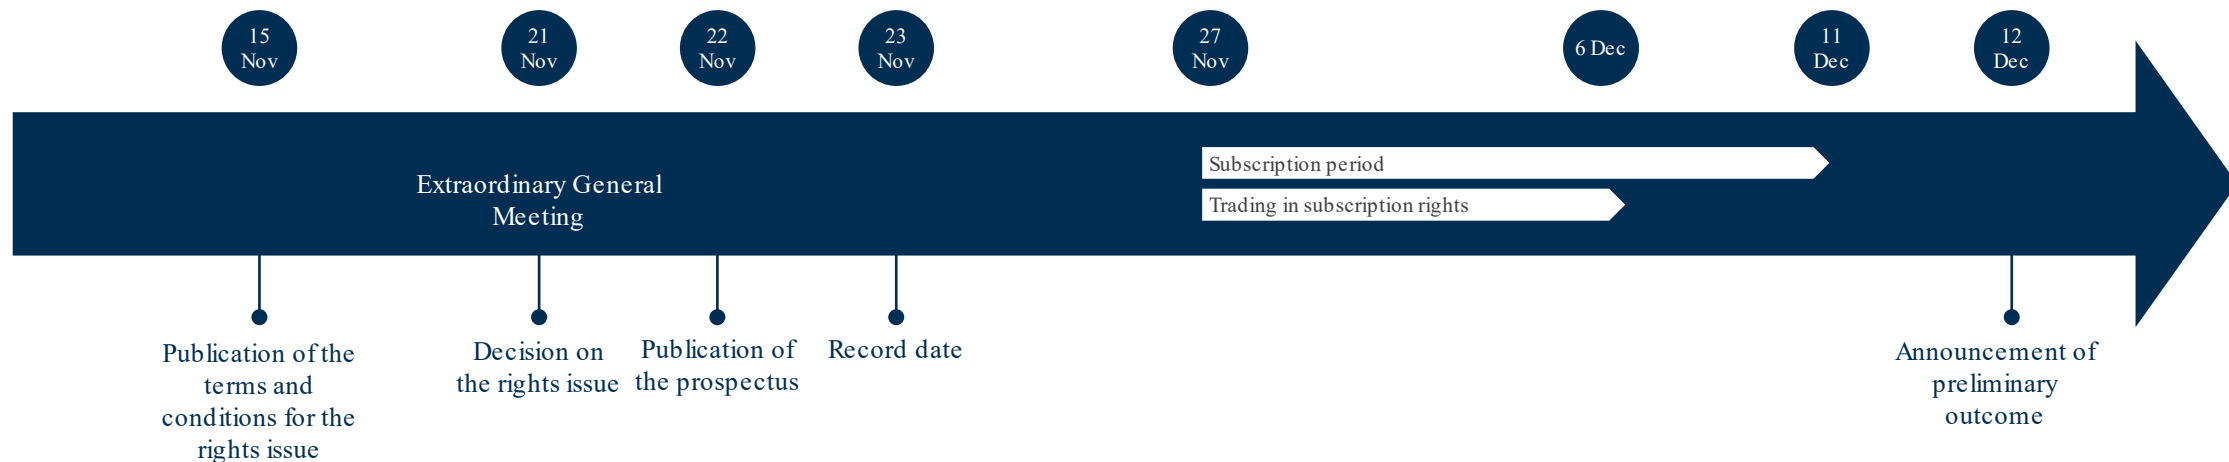 15
Nov
21
Nov
22
Nov
23
Nov
27
Nov
6 Dec
11
Dec
12
Dec
Extraordinary General
Meeting
Subscription period
Trading in subscription rights
Publication of the
terms and
conditions for the
rights issue
Decision on
the rights issue
Publication of
the prospectus
Record date
Announcement of
preliminary
outcome